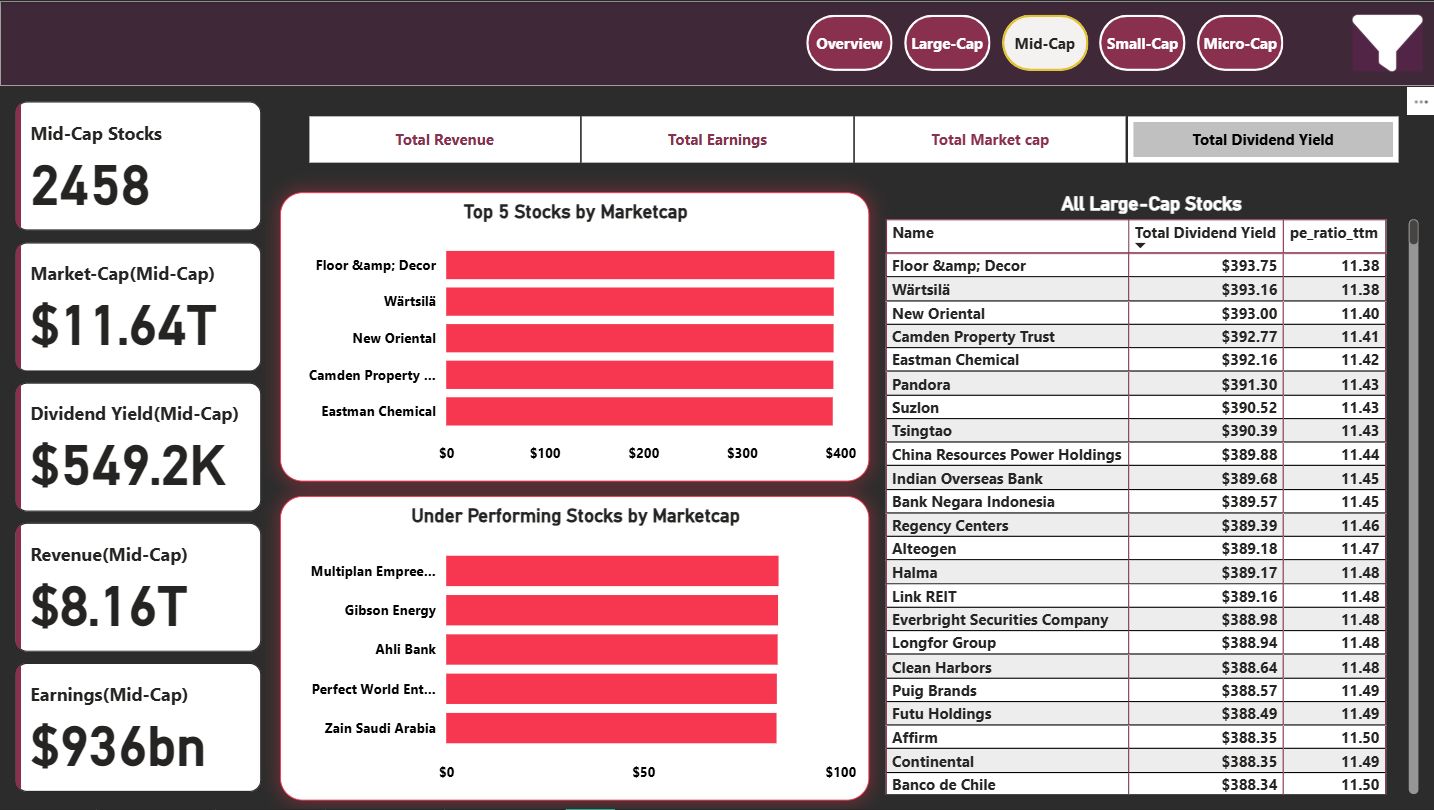 Overview Large-Cap Mid-Cap Small-Cap Micro-Cap
Mid-Cap Stocks
2458
Market-Cap(Mid-Cap)
$11.64T
Dividend Yield(Mid-Cap)
$549.2K
Revenue(Mid-Cap)
$8.16T
Earnings(Mid-Cap)
$936bn
Total Revenue Total Earnings Total Market cap Total Dividend Yield
Top 5 Stocks by Marketcap
Floor &amp; Decor
Wärtsilä
New Oriental
Camden Property ...
Eastman Chemical
$0 $100 $200 $300 $400
Under Performing Stocks by Marketcap
Multiplan Empree...
Gibson Energy
Ahli Bank
Perfect World Ent...
Zain Saudi Arabia
$0 $50 $100
All Large-Cap Stocks
Name Total Dividend Yield pe_ratio_ttm
Floor &amp; Decor $393.75 11.38
Wärtsilä $393.16 11.38
New Oriental $393.00 11.40
Camden Property Trust $392.77 11.41
Eastman Chemical $392.16 11.42
Pandora $391.30 11.43
Suzlon $390.52 11.43
Tsingtao $390.39 11.43
China Resources Power Holdings $389.88 11.44
Indian Overseas Bank $389.68 11.45
Bank Negara Indonesia $389.57 11.45
Regency Centers $389.39 11.46
Alteogen $389.18 11.47
Halma $389.17 11.48
Link REIT $389.16 11.48
Everbright Securities Company $388.98 11.48
Longfor Group $388.94 11.48
Clean Harbors $388.64 11.48
Puig Brands $388.57 11.49
Futu Holdings $388.49 11.49
Affirm $388.35 11.50
Continental $388.35 11.49
Banco de Chile $388.34 11.50